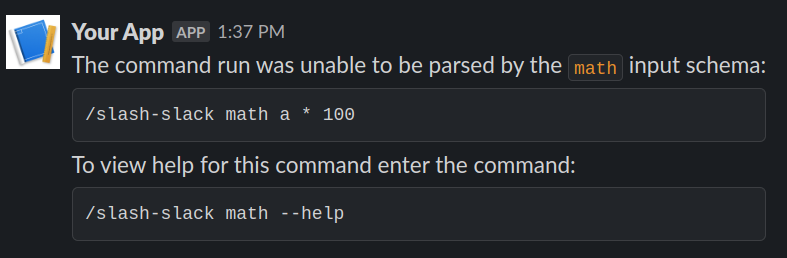 Your App APP 1:37 PM
The command run was unable to be parsed by the math input schema:
/slash-slack math a * 100
To view help for this command enter the command:
/slash-slack math --help